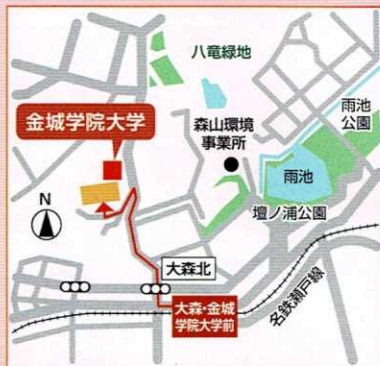 八竜緑地
雨池
公園
金城学院大学
森山環境
事業所
雨池
壇ノ浦公園
N
大森北
大森・金城
学院大学前
名鉄瀬戸線